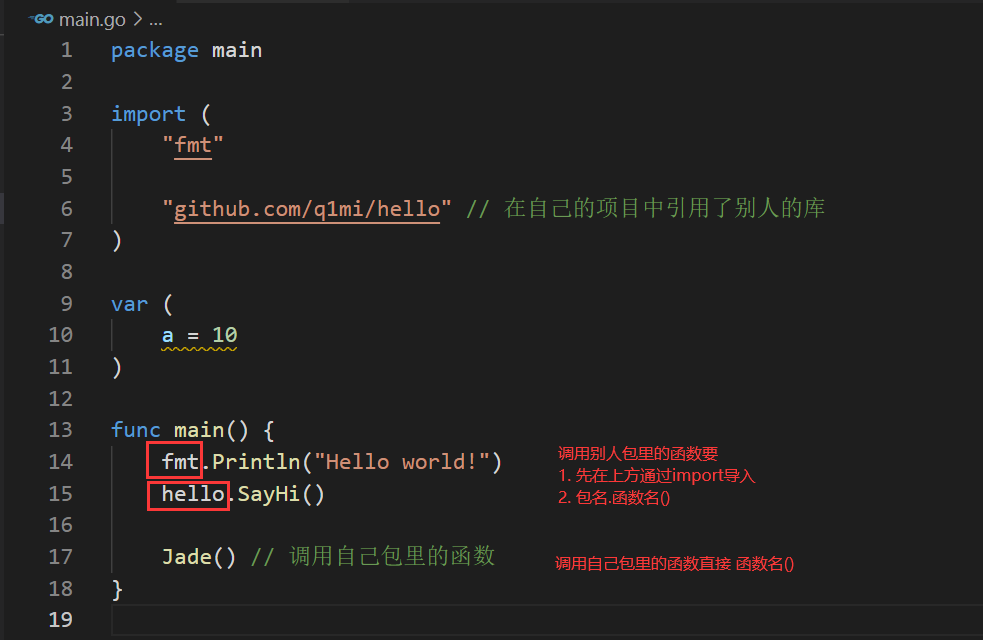 GO main.go > ...
1 package main
2
3 import (
4 "fmt"
5
6 "github.com/q1mi/hello" // 在自己的项目中引用了别人的库
7 )
8
9 var (
10 a = 10
11 )
12
13 func main() {
14 fmt.Println("Hello world!")
调用别人包里的函数要
1. 先在上方通过import导入
15 hello.SayHi()
2. 包名.函数名()
16
17 Jade() // 调用自己包里的函数
调用自己包里的函数直接 函数名()
18 }
19